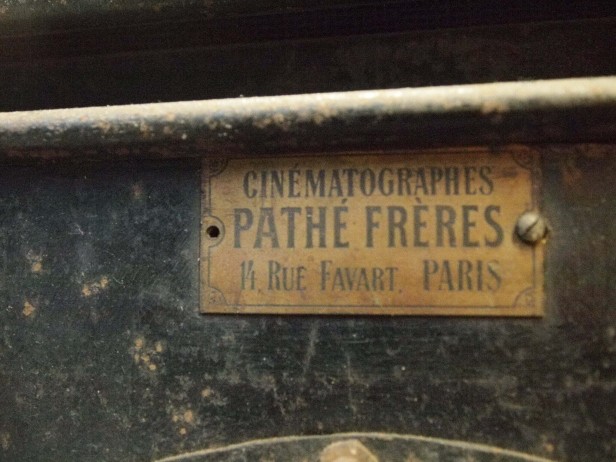 CINÉMATOGRAPHES
PATHÉ FRÈRES
14, RUE FAVART, PARIS